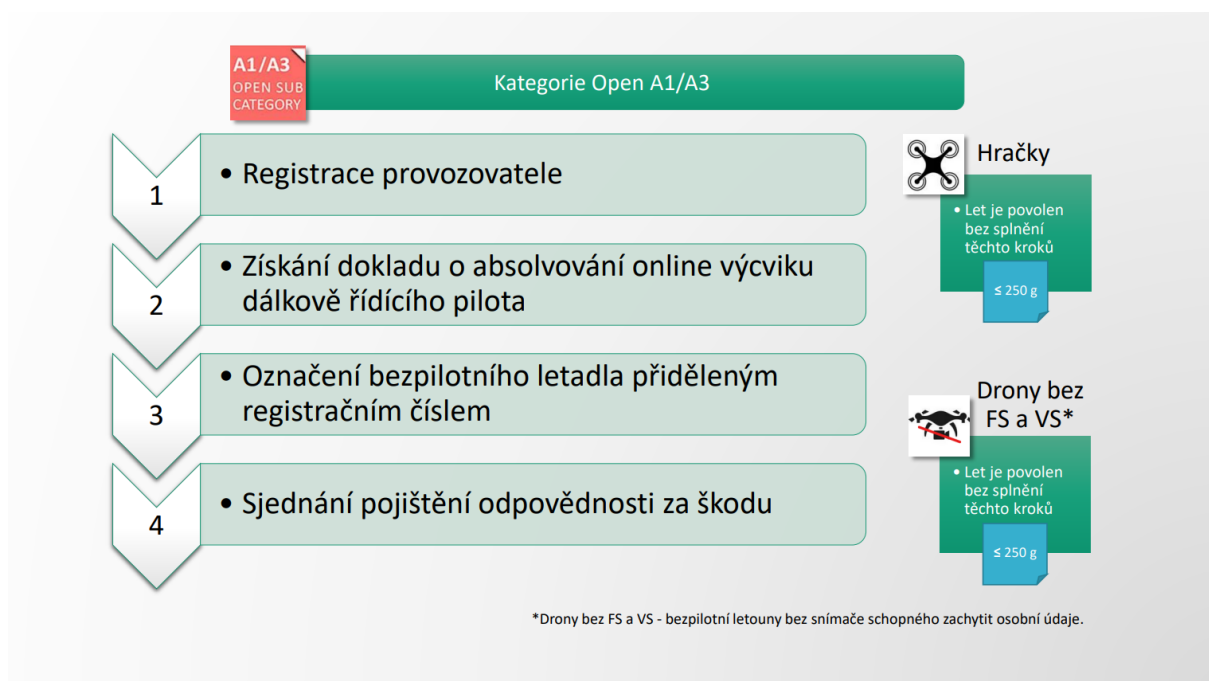 A1/A3
OPEN SUB
CATEGORY
Kategorie Open A1/A3
1
• Registrace provozovatele
2
• Získání dokladu o absolvování online výcviku
dálkově řídícího pilota
3
• Označení bezpilotního letadla přiděleným
registračním číslem
4
• Sjednání pojištění odpovědnosti za škodu
Hračky
• Let je povolen
bez splnění
těchto kroků
≤ 250 g
Drony bez
FS a VS*
• Let je povolen
bez splnění
těchto kroků
≤ 250 g
*Drony bez FS a VS - bezpilotní letouny bez snímače schopného zachytit osobní údaje.